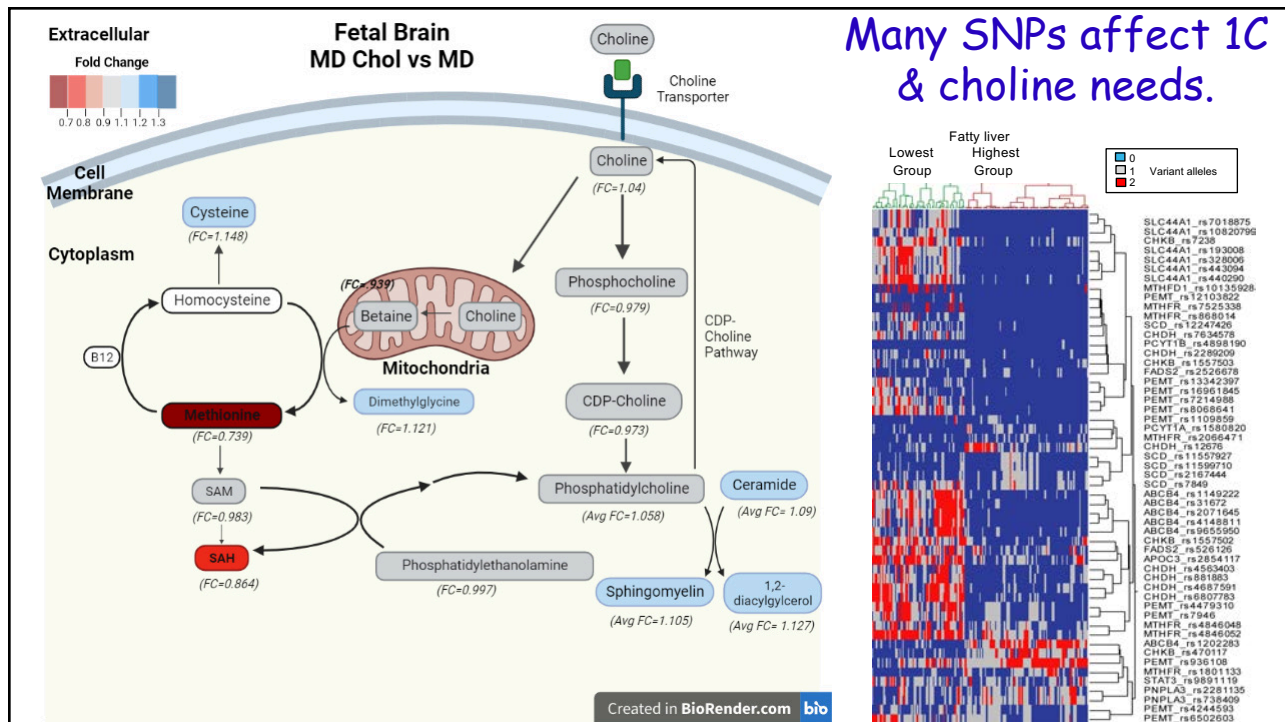 Extracellular
Fold Change
0.7 0.8 0.9 1.1 1.2 1.3
Fetal Brain
MD Chol vs MD
Choline
Choline
Transporter
Cell
Membrane
Cytoplasm
Choline
(FC=1.04)
Cysteine
(FC=1.148)
Homocysteine
B12
Methionine
(FC=0.739)
SAM
(FC=0.983)
SAH
(FC=0.864)
(FC=.939)
Betaine
Choline
Mitochondria
Dimethylglycine
(FC=1.121)
Phosphocholine
(FC=0.979)
CDP-
Choline
Pathway
CDP-Choline
(FC=0.973)
Phosphatidylcholine
(Avg FC=1.058)
Ceramide
(Avg FC= 1.09)
Phosphatidylethanolamine
(FC=0.997)
Sphingomyelin
(Avg FC=1.105)
1,2-
diacylgylcerol
(Avg FC= 1.127)
Created in BioRender.com bio
Many SNPs affect 1C
& choline needs.
Fatty liver
Lowest
Group
Highest
Group
0
1
2
Variant alleles
SLC44A1_rs7018875
SLC44A1_rs10820799
CHKB_rs7238
SLC44A1_rs193008
SLC44A1_rs328006
SLC44A1_rs443094
SLC44A1_rs440290
MTHFD1_rs10135928
PEMT_rs12103822
MTHFR_rs7525338
MTHFR_rs868014
SCD_rs12247426
CHDH_rs7634578
PCYT1B_rs4898190
CHDH_rs2289209
CHKB_rs1557503
FADS2_rs2526678
PEMT_rs13342397
PEMT_rs16961845
PEMT_rs7214988
PEMT_rs8068641
PEMT_rs1109859
PCYT1A_rs1580820
MTHFR_rs2066471
CHDH_rs12676
SCD_rs11557927
SCD_rs11599710
SCD_rs2167444
SCD_rs7849
ABCB4_rs1149222
ABCB4_rs31672
ABCB4_rs2071645
ABCB4_rs4148811
ABCB4_rs9655950
CHKB_rs1557502
FADS2_rs526126
APOC3_rs2854117
CHDH_rs4563403
CHDH_rs881883
CHDH_rs4687591
CHDH_rs6807783
PEMT_rs4479310
PEMT_rs7946
MTHFR_rs4846048
MTHFR_rs4846052
ABCB4_rs1202283
CHKB_rs470117
PEMT_rs936108
MTHFR_rs1801133
STAT3_rs9891119
PNPLA3_rs2281135
PNPLA3_rs738409
PEMT_rs4244593
PEMT_rs6502603